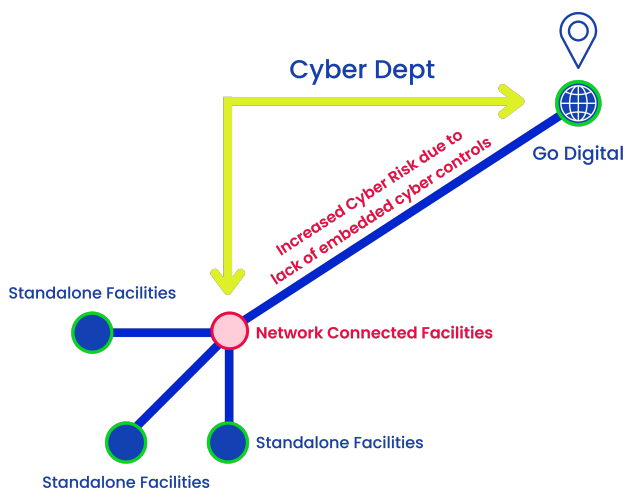 Cyber Dept
Go Digital
Increased Cyber Risk due to
lack of embedded cyber controls
Standalone Facilities
Network Connected Facilities
Standalone Facilities
Standalone Facilities